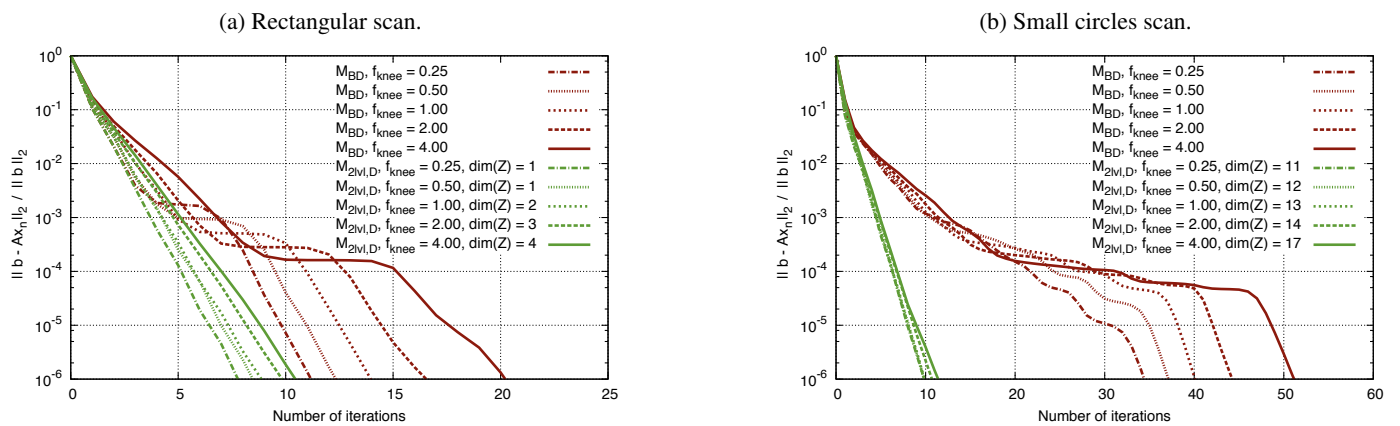 (a) Rectangular scan.
10^0
10^-1
10^-2
10^-3
10^-4
10^-5
10^-6
|| b - Ax_n||_2 / || b ||_2
M_BD, f_knee = 0.25
M_BD, f_knee = 0.50
M_BD, f_knee = 1.00
M_BD, f_knee = 2.00
M_BD, f_knee = 4.00
M_2lvl,D, f_knee = 0.25, dim(Z) = 1
M_2lvl,D, f_knee = 0.50, dim(Z) = 1
M_2lvl,D, f_knee = 1.00, dim(Z) = 2
M_2lvl,D, f_knee = 2.00, dim(Z) = 3
M_2lvl,D, f_knee = 4.00, dim(Z) = 4
0 5 10 15 20 25
Number of iterations
(b) Small circles scan.
10^0
10^-1
10^-2
10^-3
10^-4
10^-5
10^-6
|| b - Ax_n||_2 / || b ||_2
M_BD, f_knee = 0.25
M_BD, f_knee = 0.50
M_BD, f_knee = 1.00
M_BD, f_knee = 2.00
M_BD, f_knee = 4.00
M_2lvl,D, f_knee = 0.25, dim(Z) = 11
M_2lvl,D, f_knee = 0.50, dim(Z) = 12
M_2lvl,D, f_knee = 1.00, dim(Z) = 13
M_2lvl,D, f_knee = 2.00, dim(Z) = 14
M_2lvl,D, f_knee = 4.00, dim(Z) = 17
0 10 20 30 40 50 60
Number of iterations